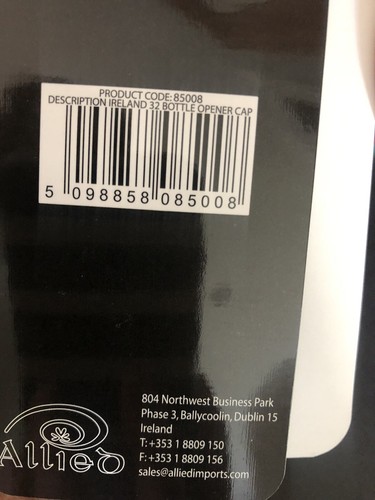 PRODUCT CODE: 85008
DESCRIPTION IRELAND 32 BOTTLE OPENER CAP
5 098858 085008
804 Northwest Business Park
Phase 3, Ballycoolin, Dublin 15
Ireland
T: +353 1 8809 150
F: +353 1 8809 156
sales@alliedimports.com
Allied